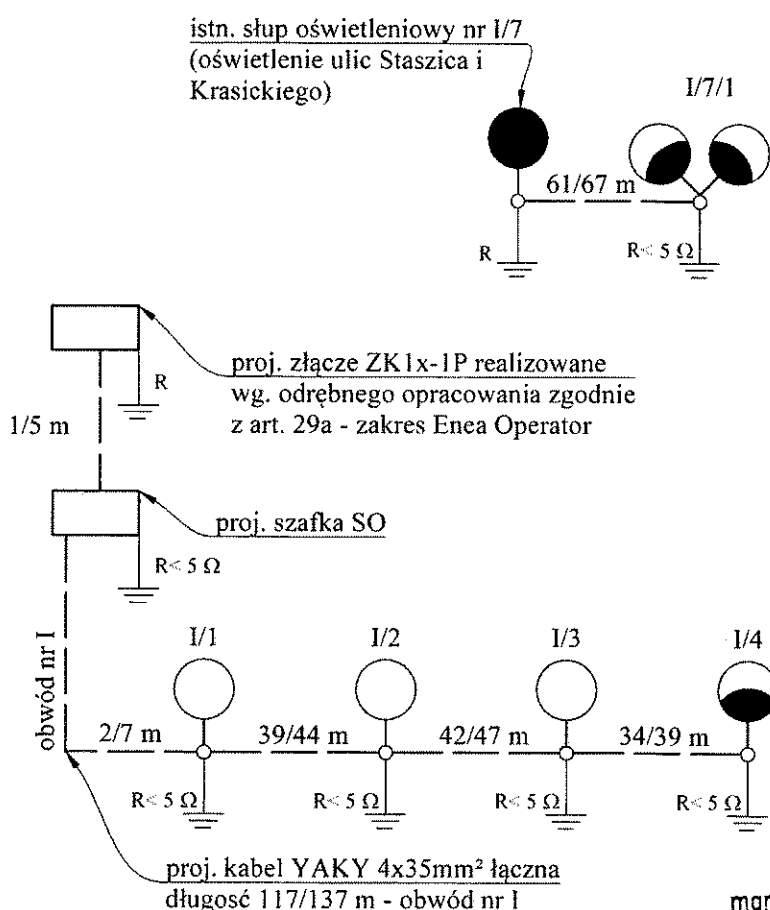 istn. słup oświetleniowy nr I/7
(oświetlenie ulic Staszica i
Krasickiego)
I/7/1
61/67 m
R
R< 5 Ω
proj. złącze ZK1x-1P realizowane
wg. odrębnego opracowania zgodnie
z art. 29a - zakres Enea Operator
R
1/5 m
proj. szafka SO
R< 5 Ω
obwód nr I
I/1
I/2
I/3
I/4
2/7 m
39/44 m
42/47 m
34/39 m
R< 5 Ω
R< 5 Ω
R< 5 Ω
R< 5 Ω
proj. kabel YAKY 4x35mm² łączna
długość 117/137 m - obwód nr I